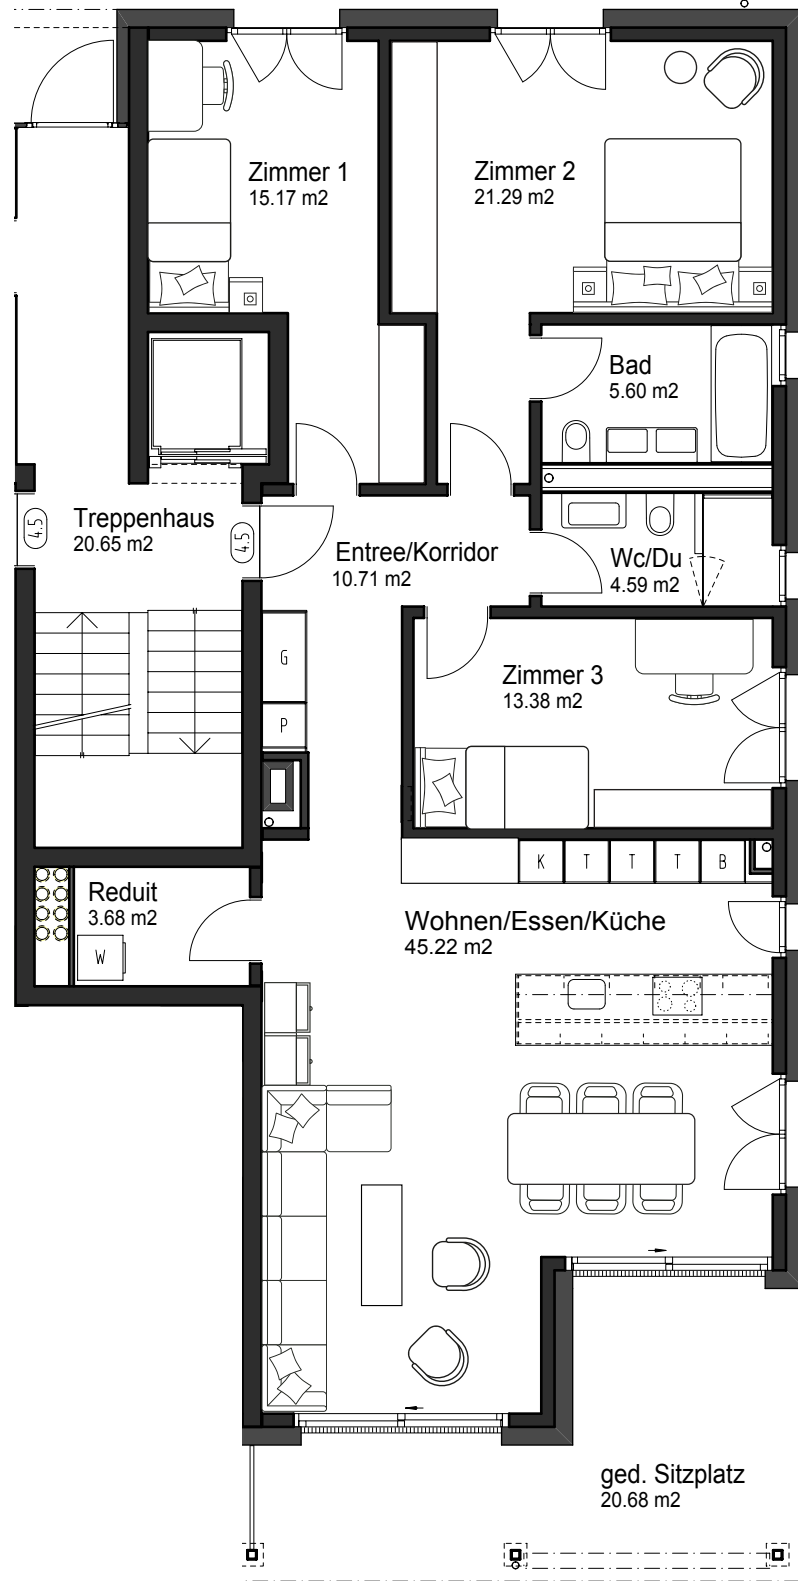 Zimmer 1
15.17 m2
Zimmer 2
21.29 m2
Bad
5.60 m2
4.5
Treppenhaus
20.65 m2
4.5
Entree/Korridor
10.71 m2
Wc/Du
4.59 m2
G
P
Zimmer 3
13.38 m2
K T T T B
Reduit
3.68 m2
W
Wohnen/Essen/Küche
45.22 m2
ged. Sitzplatz
20.68 m2